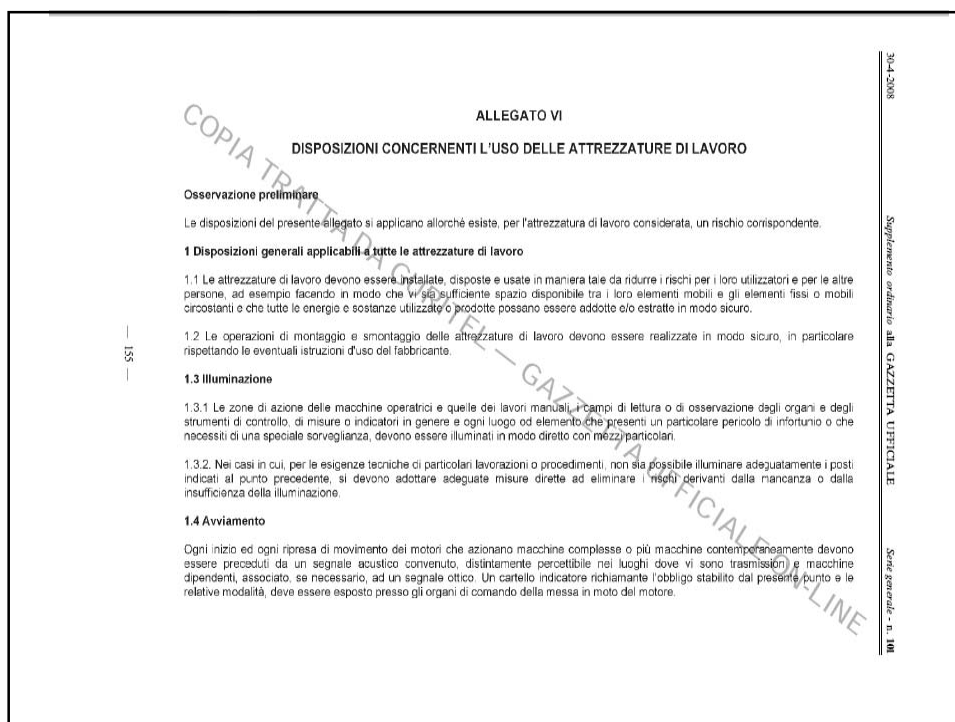 ALLEGATO VI
DISPOSIZIONI CONCERNENTI L'USO DELLE ATTREZZATURE DI LAVORO
Osservazione preliminare
Le disposizioni del presente allegato si applicano allorché esiste, per l'attrezzatura di lavoro considerata, un rischio corrispondente.
1 Disposizioni generali applicabili a tutte le attrezzature di lavoro
1.1 Le attrezzature di lavoro devono essere installate, disposte e usate in maniera tale da ridurre i rischi per i loro utilizzatori e per le altre
persone, ad esempio facendo in modo che vi sia sufficiente spazio disponibile tra i loro elementi mobili e gli elementi fissi o mobili
circostanti e che tutte le energie e sostanze utilizzate o prodotte possano essere addotte e/o estratte in modo sicuro.
1.2 Le operazioni di montaggio e smontaggio delle attrezzature di lavoro devono essere realizzate in modo sicuro, in particolare
rispettando le eventuali istruzioni d'uso del fabbricante.
1.3 Illuminazione
1.3.1 Le zone di azione delle macchine operatrici e quelle dei lavori manuali, i campi di lettura o di osservazione degli organi e degli
strumenti di controllo, di misure o indicatori in genere e ogni luogo od elemento che presenti un particolare pericolo di infortunio o che
necessiti di una speciale sorveglianza, devono essere illuminati in modo diretto con mezzi particolari.
1.3.2. Nei casi in cui, per le esigenze tecniche di particolari lavorazioni o procedimenti, non sia possibile illuminare adeguatamente i posti
indicati al punto precedente, si devono adottare adeguate misure dirette ad eliminare i rischi derivanti dalla mancanza o dalla
insufficienza della illuminazione.
1.4 Avviamento
Ogni inizio ed ogni ripresa di movimento dei motori che azionano macchine complesse o più macchine contemporaneamente devono
essere preceduti da un segnale acustico convenuto, distintamente percettibile nei luoghi dove vi sono trasmissioni e macchine
dipendenti, associato, se necessario, ad un segnale ottico. Un cartello indicatore richiamante l'obbligo stabilito dal presente punto e le
relative modalità, deve essere esposto presso gli organi di comando della messa in moto del motore.
COPIA TRATTA DA GURITEL — GAZZETTA UFFICIALE ON-LINE
— 155 —
30-4-2008 Supplemento ordinario alla GAZZETTA UFFICIALE Serie generale - n. 101